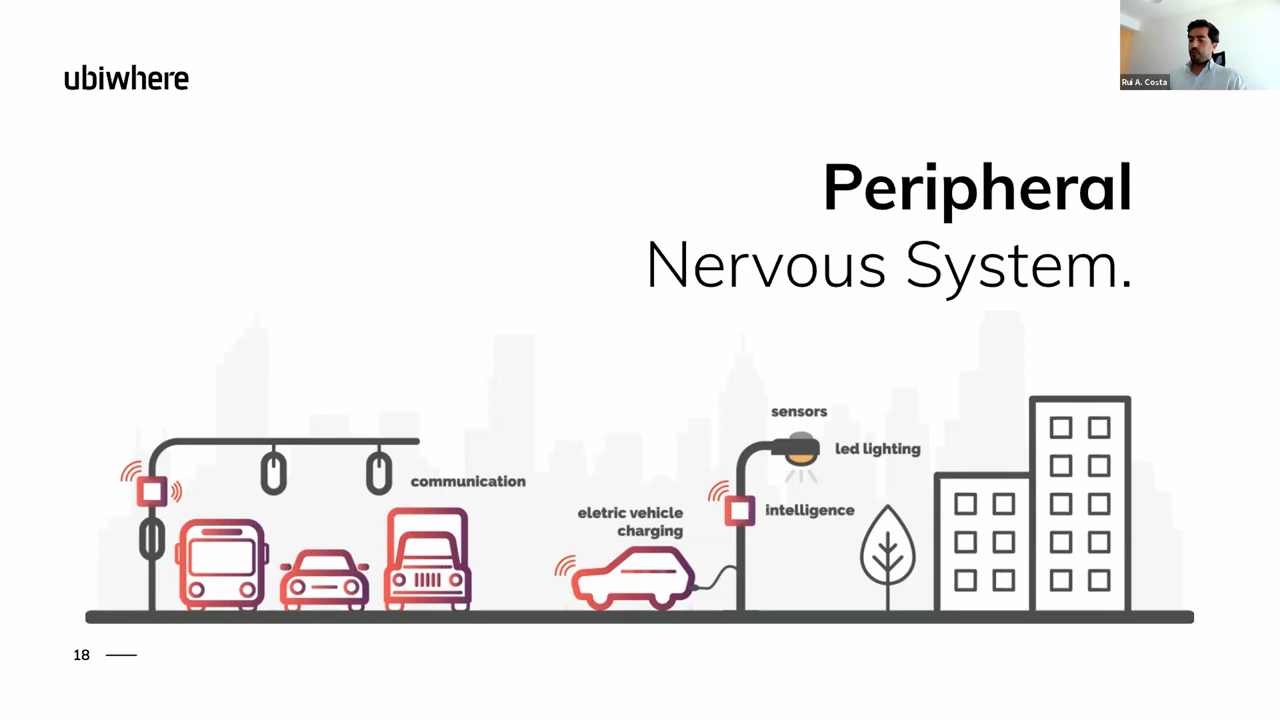 ubiwhere
Rui A. Costa
Peripheral
Nervous System.
sensors
led lighting
communication
eletric vehicle
charging
intelligence
18